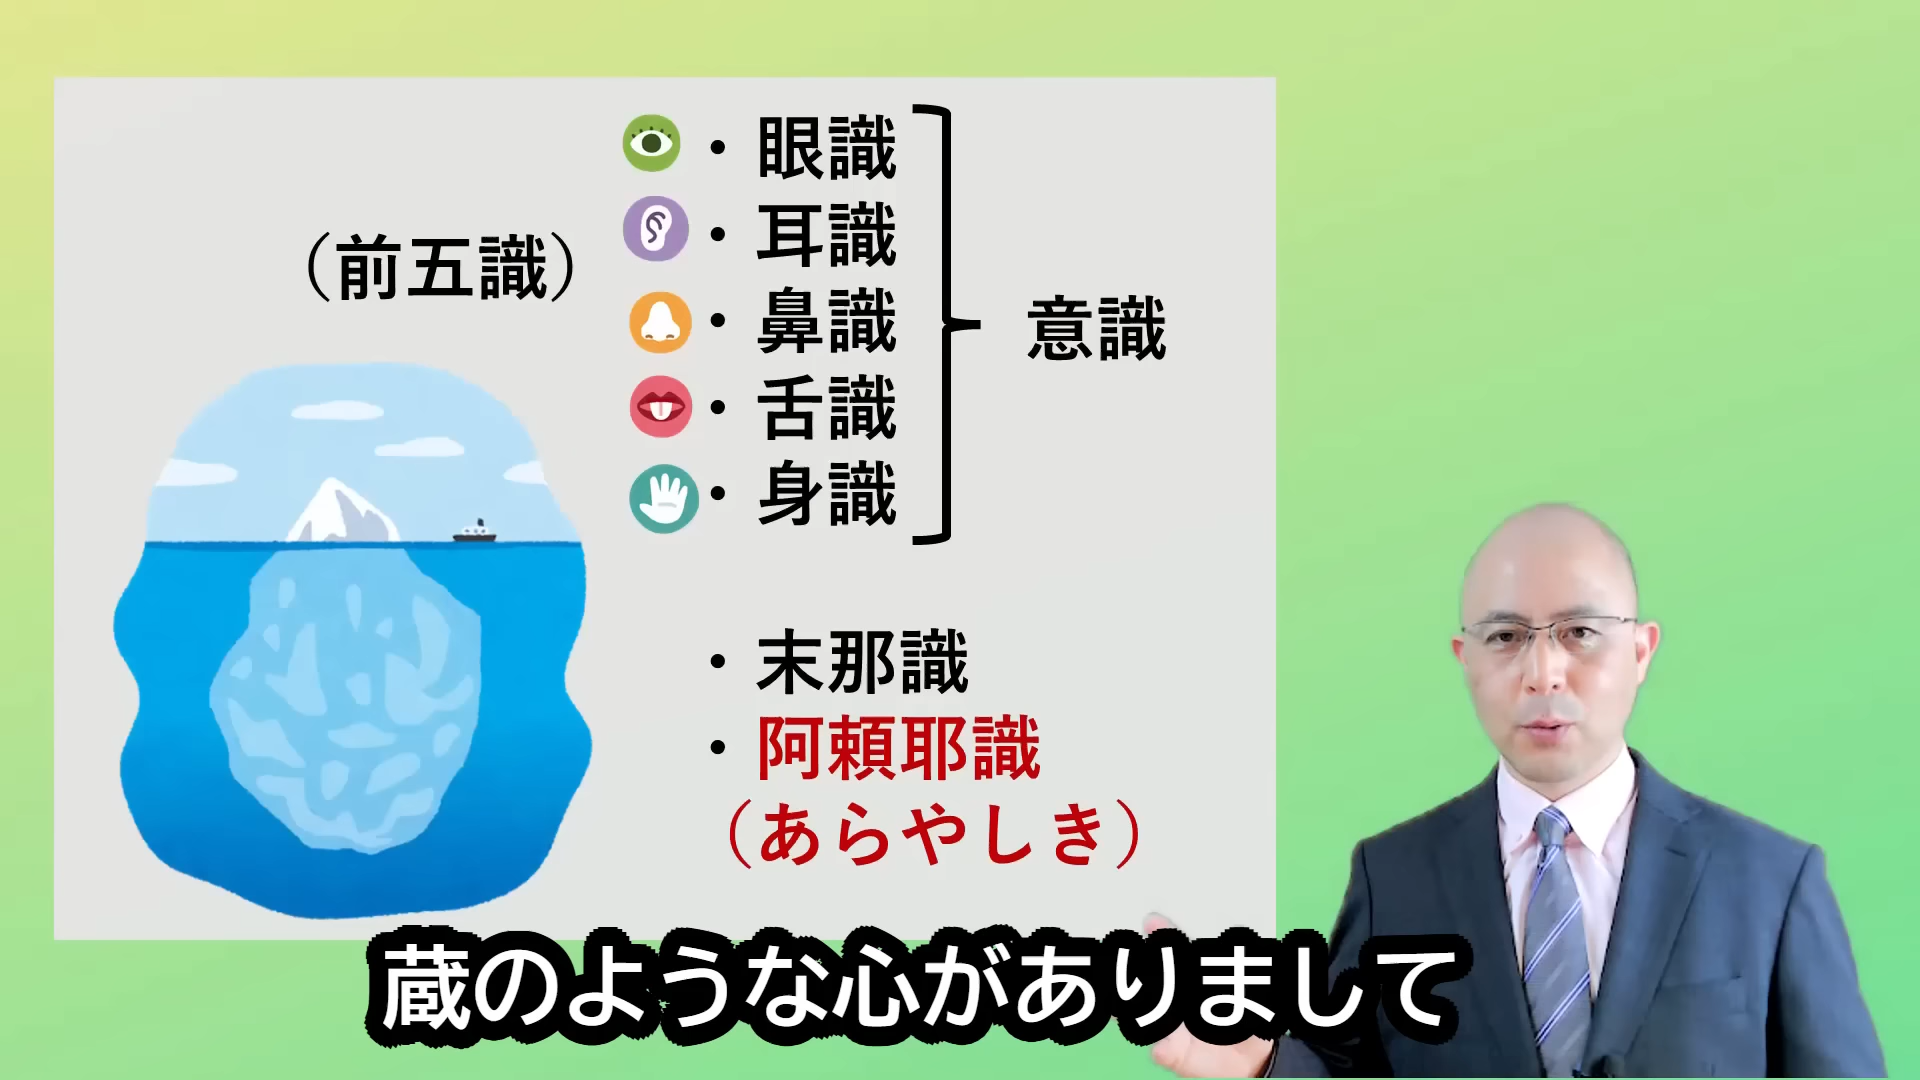 （前五識）
・眼識
・耳識
・鼻識
・舌識
・身識
意識
・末那識
・阿頼耶識
（あらやしき）
蔵のような心がありまして